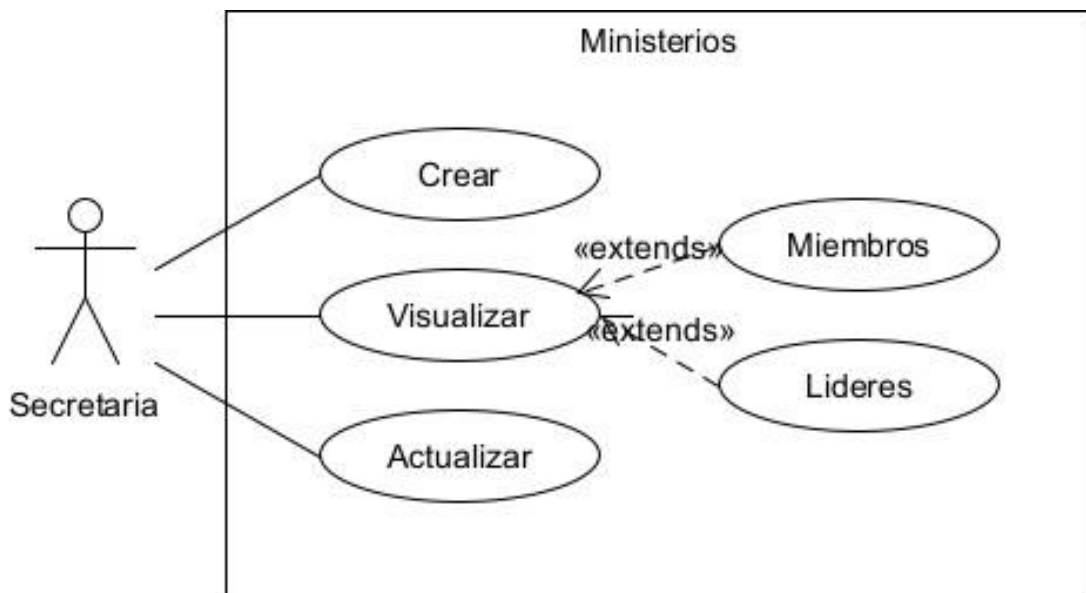 Ministerios
Crear
«extends»
Miembros
Visualizar
«extends»
Lideres
Secretaria
Actualizar